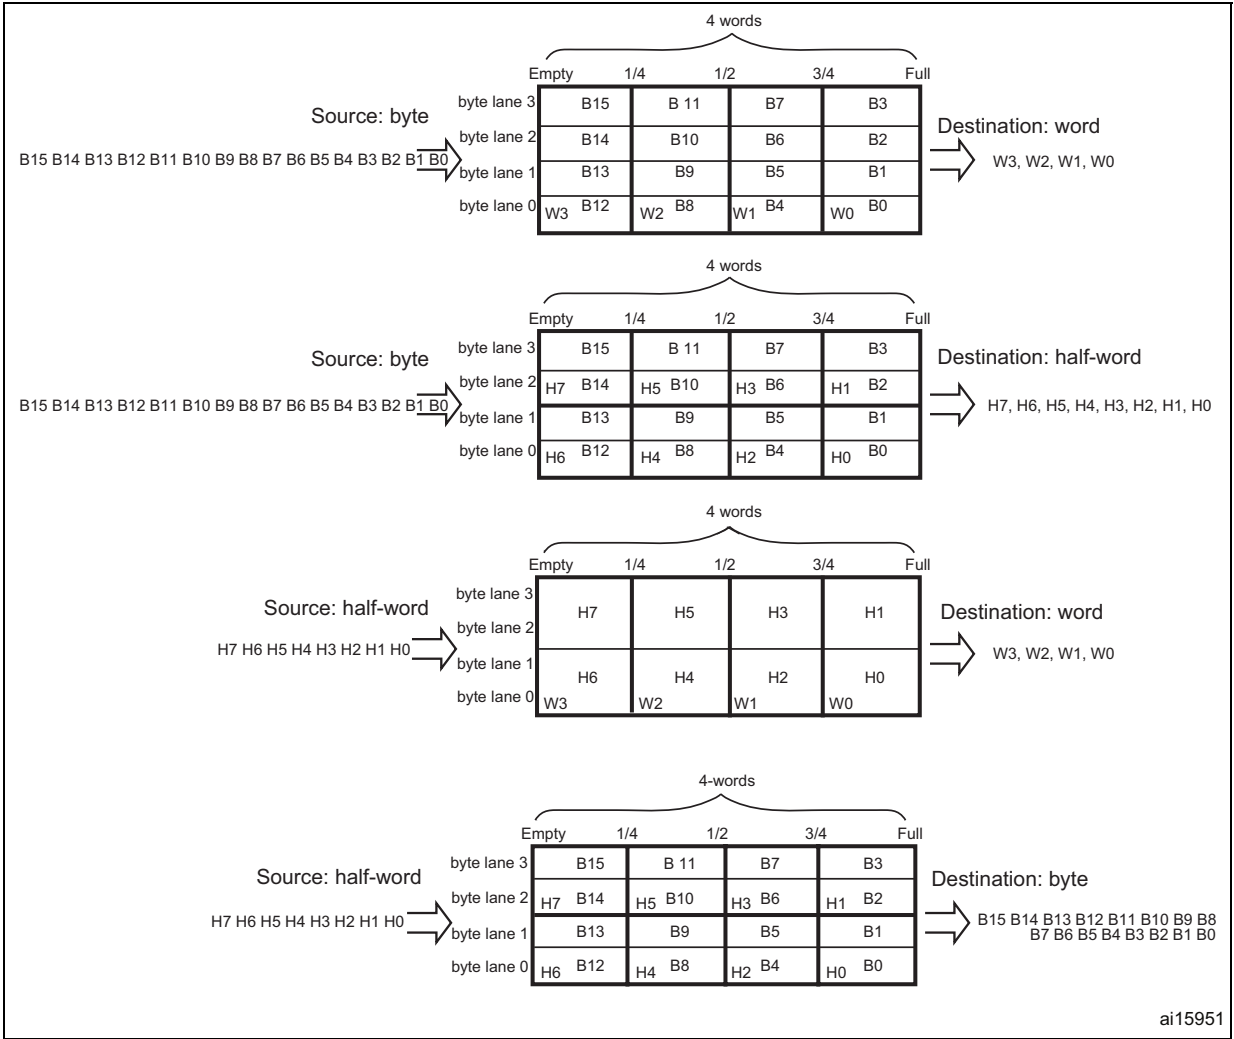 4 words
Empty 1/4 1/2 3/4 Full
byte lane 3 B15 B 11 B7 B3
Source: byte
Destination: word
byte lane 2 B14 B10 B6 B2
B15 B14 B13 B12 B11 B10 B9 B8 B7 B6 B5 B4 B3 B2 B1 B0
W3, W2, W1, W0
byte lane 1 B13 B9 B5 B1
byte lane 0 W3 B12 W2 B8 W1 B4 W0 B0
4 words
Empty 1/4 1/2 3/4 Full
byte lane 3 B15 B 11 B7 B3
Source: byte
Destination: half-word
byte lane 2 H7 B14 H5 B10 H3 B6 H1 B2
B15 B14 B13 B12 B11 B10 B9 B8 B7 B6 B5 B4 B3 B2 B1 B0
H7, H6, H5, H4, H3, H2, H1, H0
byte lane 1 B13 B9 B5 B1
byte lane 0 H6 B12 H4 B8 H2 B4 H0 B0
4 words
Empty 1/4 1/2 3/4 Full
byte lane 3
H7 H5 H3 H1
Source: half-word
Destination: word
byte lane 2
H7 H6 H5 H4 H3 H2 H1 H0
W3, W2, W1, W0
byte lane 1
H6 H4 H2 H0
byte lane 0
W3 W2 W1 W0
4-words
Empty 1/4 1/2 3/4 Full
byte lane 3 B15 B 11 B7 B3
Source: half-word
Destination: byte
byte lane 2 H7 B14 H5 B10 H3 B6 H1 B2
H7 H6 H5 H4 H3 H2 H1 H0
B15 B14 B13 B12 B11 B10 B9 B8
B7 B6 B5 B4 B3 B2 B1 B0
byte lane 1 B13 B9 B5 B1
byte lane 0 H6 B12 H4 B8 H2 B4 H0 B0
ai15951